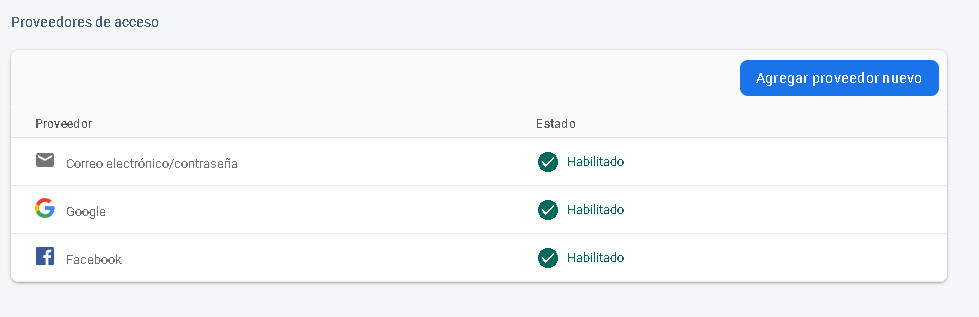 Proveedores de acceso
Agregar proveedor nuevo
Proveedor Estado
Correo electrónico/contraseña Habilitado
Google Habilitado
Facebook Habilitado